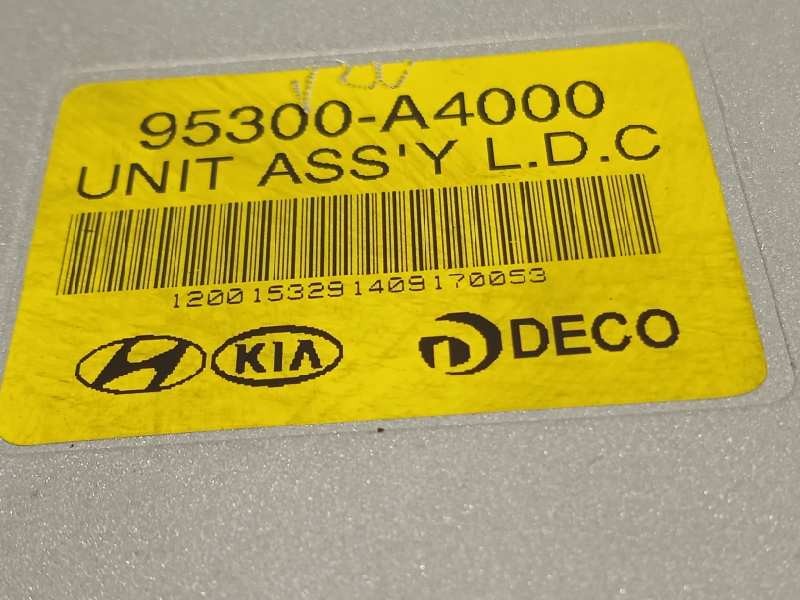 95300-A4000
UNIT ASS'Y L.D.C
1200153291409170053
KIA DECO